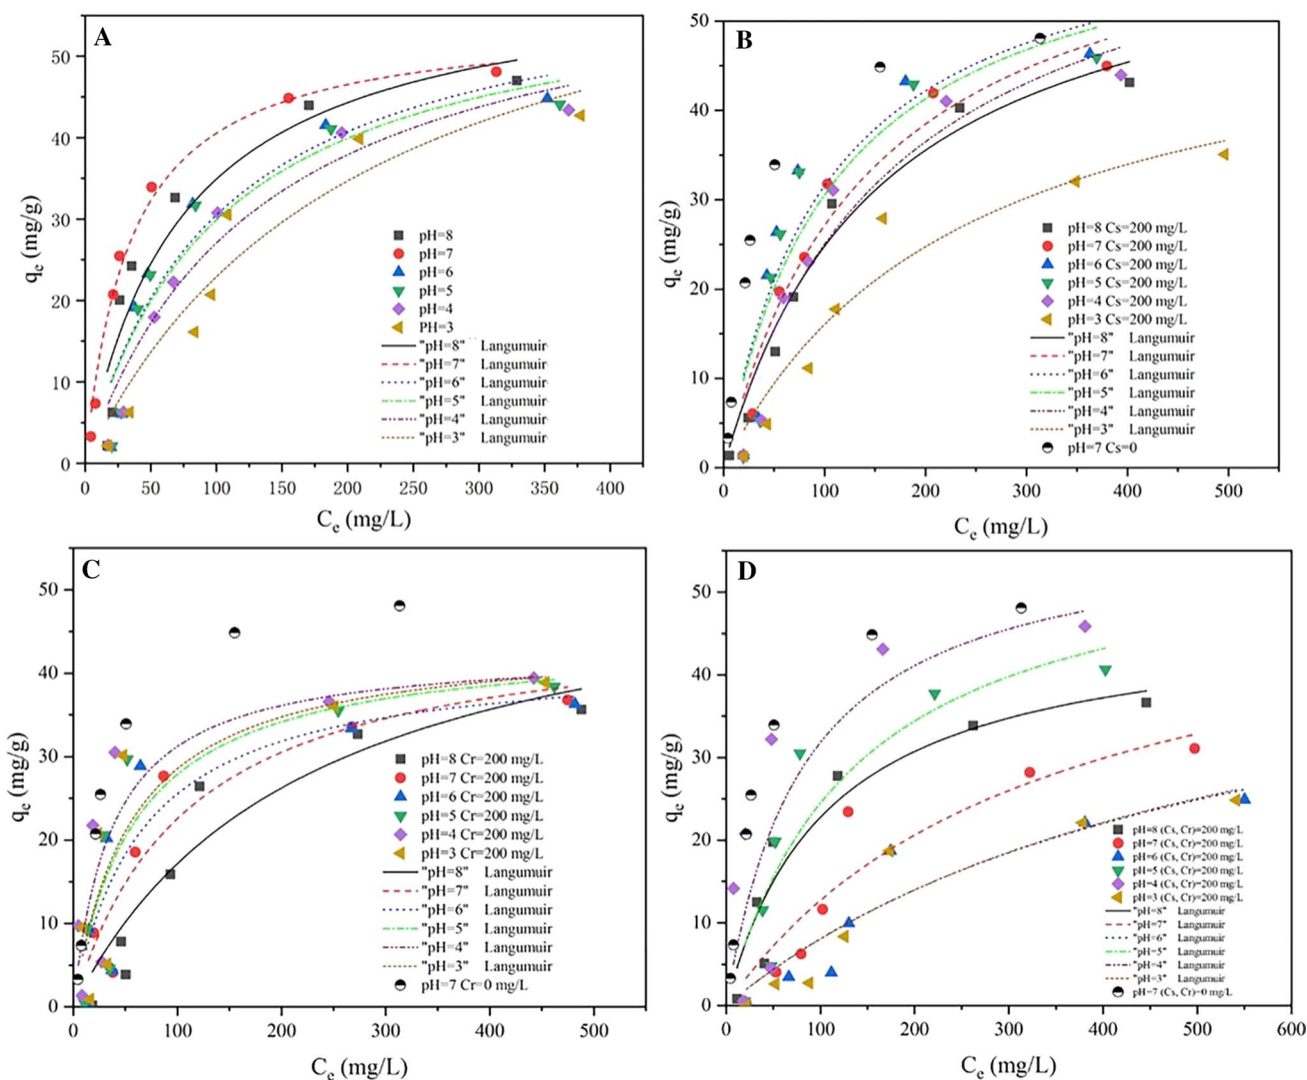 A
50
40
30
20
10
0
qe (mg/g)
pH=8
pH=7
pH=6
pH=5
pH=4
PH=3
"pH=8" Langumuir
"pH=7" Langumuir
"pH=6" Langumuir
"pH=5" Langumuir
"pH=4" Langumuir
"pH=3" Langumuir
0 50 100 150 200 250 300 350 400
Ce (mg/L)
B
50
40
30
20
10
0
qe (mg/g)
pH=8 Cs=200 mg/L
pH=7 Cs=200 mg/L
pH=6 Cs=200 mg/L
pH=5 Cs=200 mg/L
pH=4 Cs=200 mg/L
pH=3 Cs=200 mg/L
"pH=8" Langumuir
"pH=7" Langumuir
"pH=6" Langumuir
"pH=5" Langumuir
"pH=4" Langumuir
"pH=3" Langumuir
pH=7 Cs=0
0 100 200 300 400 500
Ce (mg/L)
C
50
40
30
20
10
0
qe (mg/g)
pH=8 Cr=200 mg/L
pH=7 Cr=200 mg/L
pH=6 Cr=200 mg/L
pH=5 Cr=200 mg/L
pH=4 Cr=200 mg/L
pH=3 Cr=200 mg/L
"pH=8" Langumuir
"pH=7" Langumuir
"pH=6" Langumuir
"pH=5" Langumuir
"pH=4" Langumuir
"pH=3" Langumuir
pH=7 Cr=0 mg/L
0 100 200 300 400 500
Ce (mg/L)
D
50
40
30
20
10
0
qe (mg/g)
pH=8 (Cs, Cr)=200 mg/L
pH=7 (Cs, Cr)=200 mg/L
pH=6 (Cs, Cr)=200 mg/L
pH=5 (Cs, Cr)=200 mg/L
pH=4 (Cs, Cr)=200 mg/L
pH=3 (Cs, Cr)=200 mg/L
"pH=8" Langumuir
"pH=7" Langumuir
"pH=6" Langumuir
"pH=5" Langumuir
"pH=4" Langumuir
"pH=3" Langumuir
pH=7 (Cs, Cr)=0 mg/L
0 100 200 300 400 500 600
Ce (mg/L)